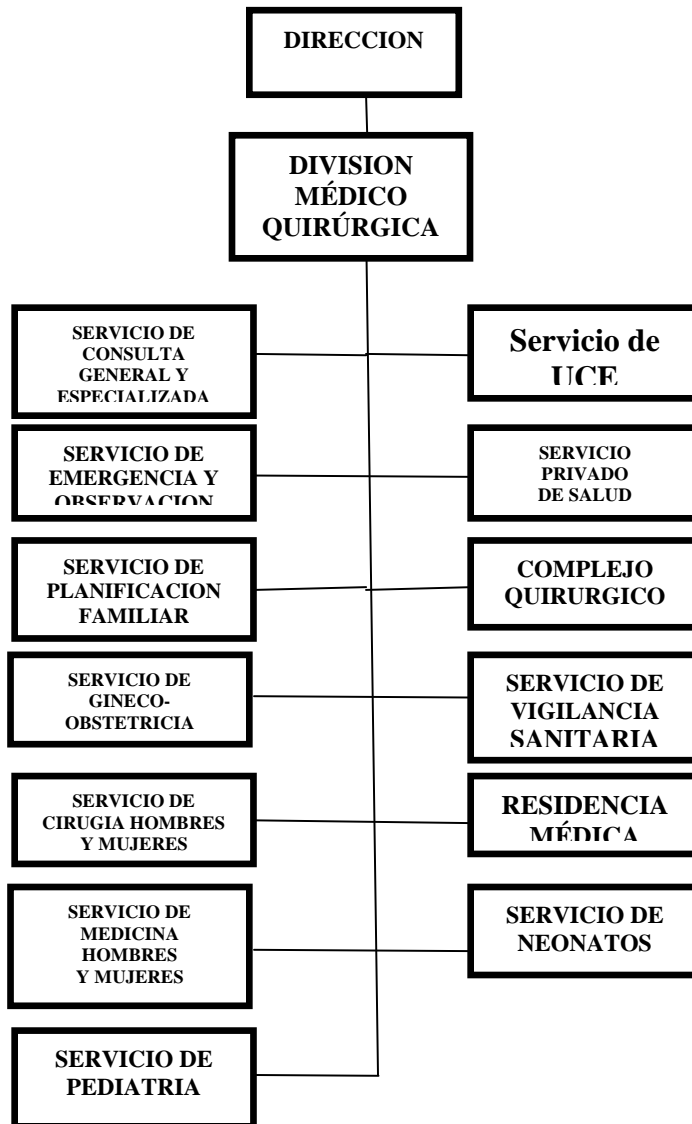 DIRECCION
DIVISION
MÉDICO
QUIRÚRGICA
SERVICIO DE
CONSULTA
GENERAL Y
ESPECIALIZADA
Servicio de
UCE
SERVICIO DE
EMERGENCIA Y
OBSERVACION
SERVICIO
PRIVADO
DE SALUD
SERVICIO DE
PLANIFICACION
FAMILIAR
COMPLEJO
QUIRURGICO
SERVICIO DE
GINECO-
OBSTETRICIA
SERVICIO DE
VIGILANCIA
SANITARIA
SERVICIO DE
CIRUGIA HOMBRES
Y MUJERES
RESIDENCIA
MÉDICA
SERVICIO DE
MEDICINA
HOMBRES
Y MUJERES
SERVICIO DE
NEONATOS
SERVICIO DE
PEDIATRIA